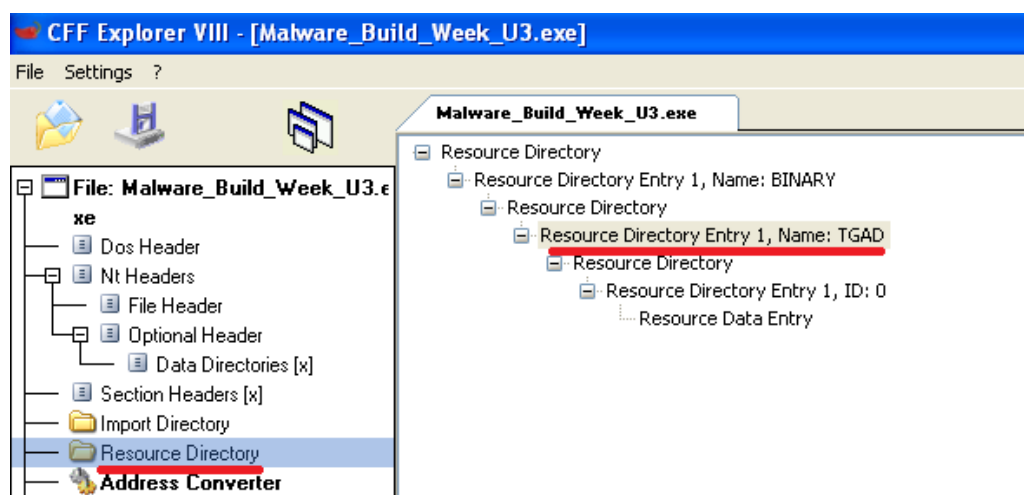 CFF Explorer VIII - [Malware_Build_Week_U3.exe]
File Settings ?
Malware_Build_Week_U3.exe
File: Malware_Build_Week_U3.e
xe
Dos Header
Nt Headers
File Header
Optional Header
Data Directories [x]
Section Headers [x]
Import Directory
Resource Directory
Address Converter
Resource Directory
Resource Directory Entry 1, Name: BINARY
Resource Directory
Resource Directory Entry 1, Name: TGAD
Resource Directory
Resource Directory Entry 1, ID: 0
Resource Data Entry